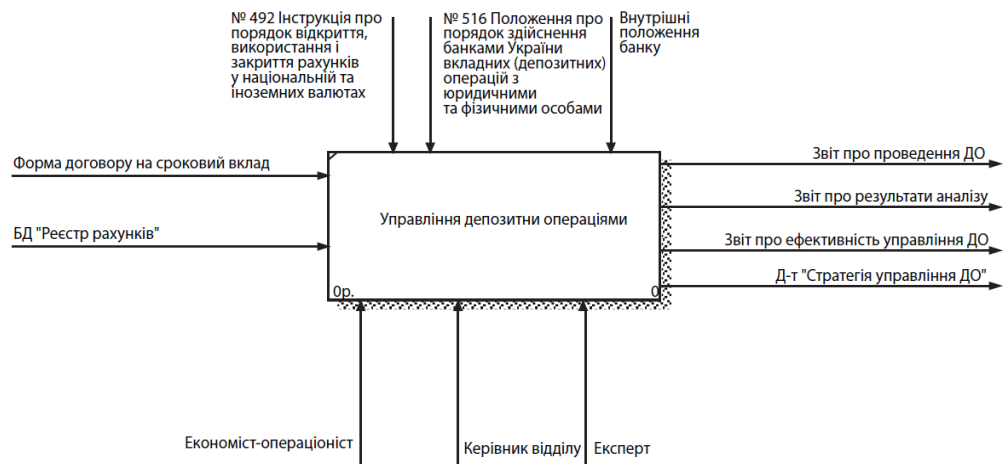 № 492 Інструкція про
порядок відкриття,
використання і
закриття рахунків
у національній та
іноземних валютах
№ 516 Положення про
порядок здійснення
банками України
вкладних (депозитних)
операцій з
юридичними
та фізичними особами
Внутрішні
положення
банку
Форма договору на сроковий вклад
БД "Реєстр рахунків"
Управління депозитни операціями
0р.
0
Звіт про проведення ДО
Звіт про результати аналізу
Звіт про ефективність управління ДО
Д-т "Стратегія управління ДО"
Економіст-операціоніст
Керівник відділу
Експерт